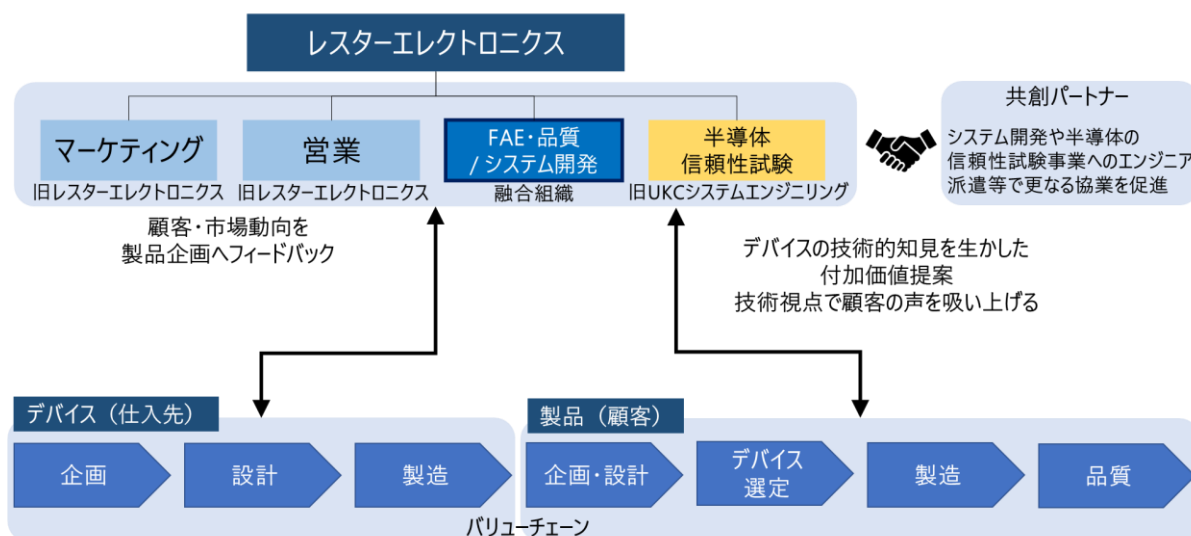 レスターエレクトロニクス
マーケティング
営業
FAE・品質
/ システム開発
半導体
信頼性試験
旧レスターエレクトロニクス
旧レスターエレクトロニクス
融合組織
旧UKCシステムエンジニリング
共創パートナー
システム開発や半導体の
信頼性試験事業へのエンジニア
派遣等で更なる協業を促進
顧客・市場動向を
製品企画へフィードバック
デバイスの技術的知見を生かした
付加価値提案
技術視点で顧客の声を吸い上げる
デバイス（仕入先）
企画
設計
製造
製品（顧客）
企画・設計
デバイス
選定
製造
品質
バリューチェーン